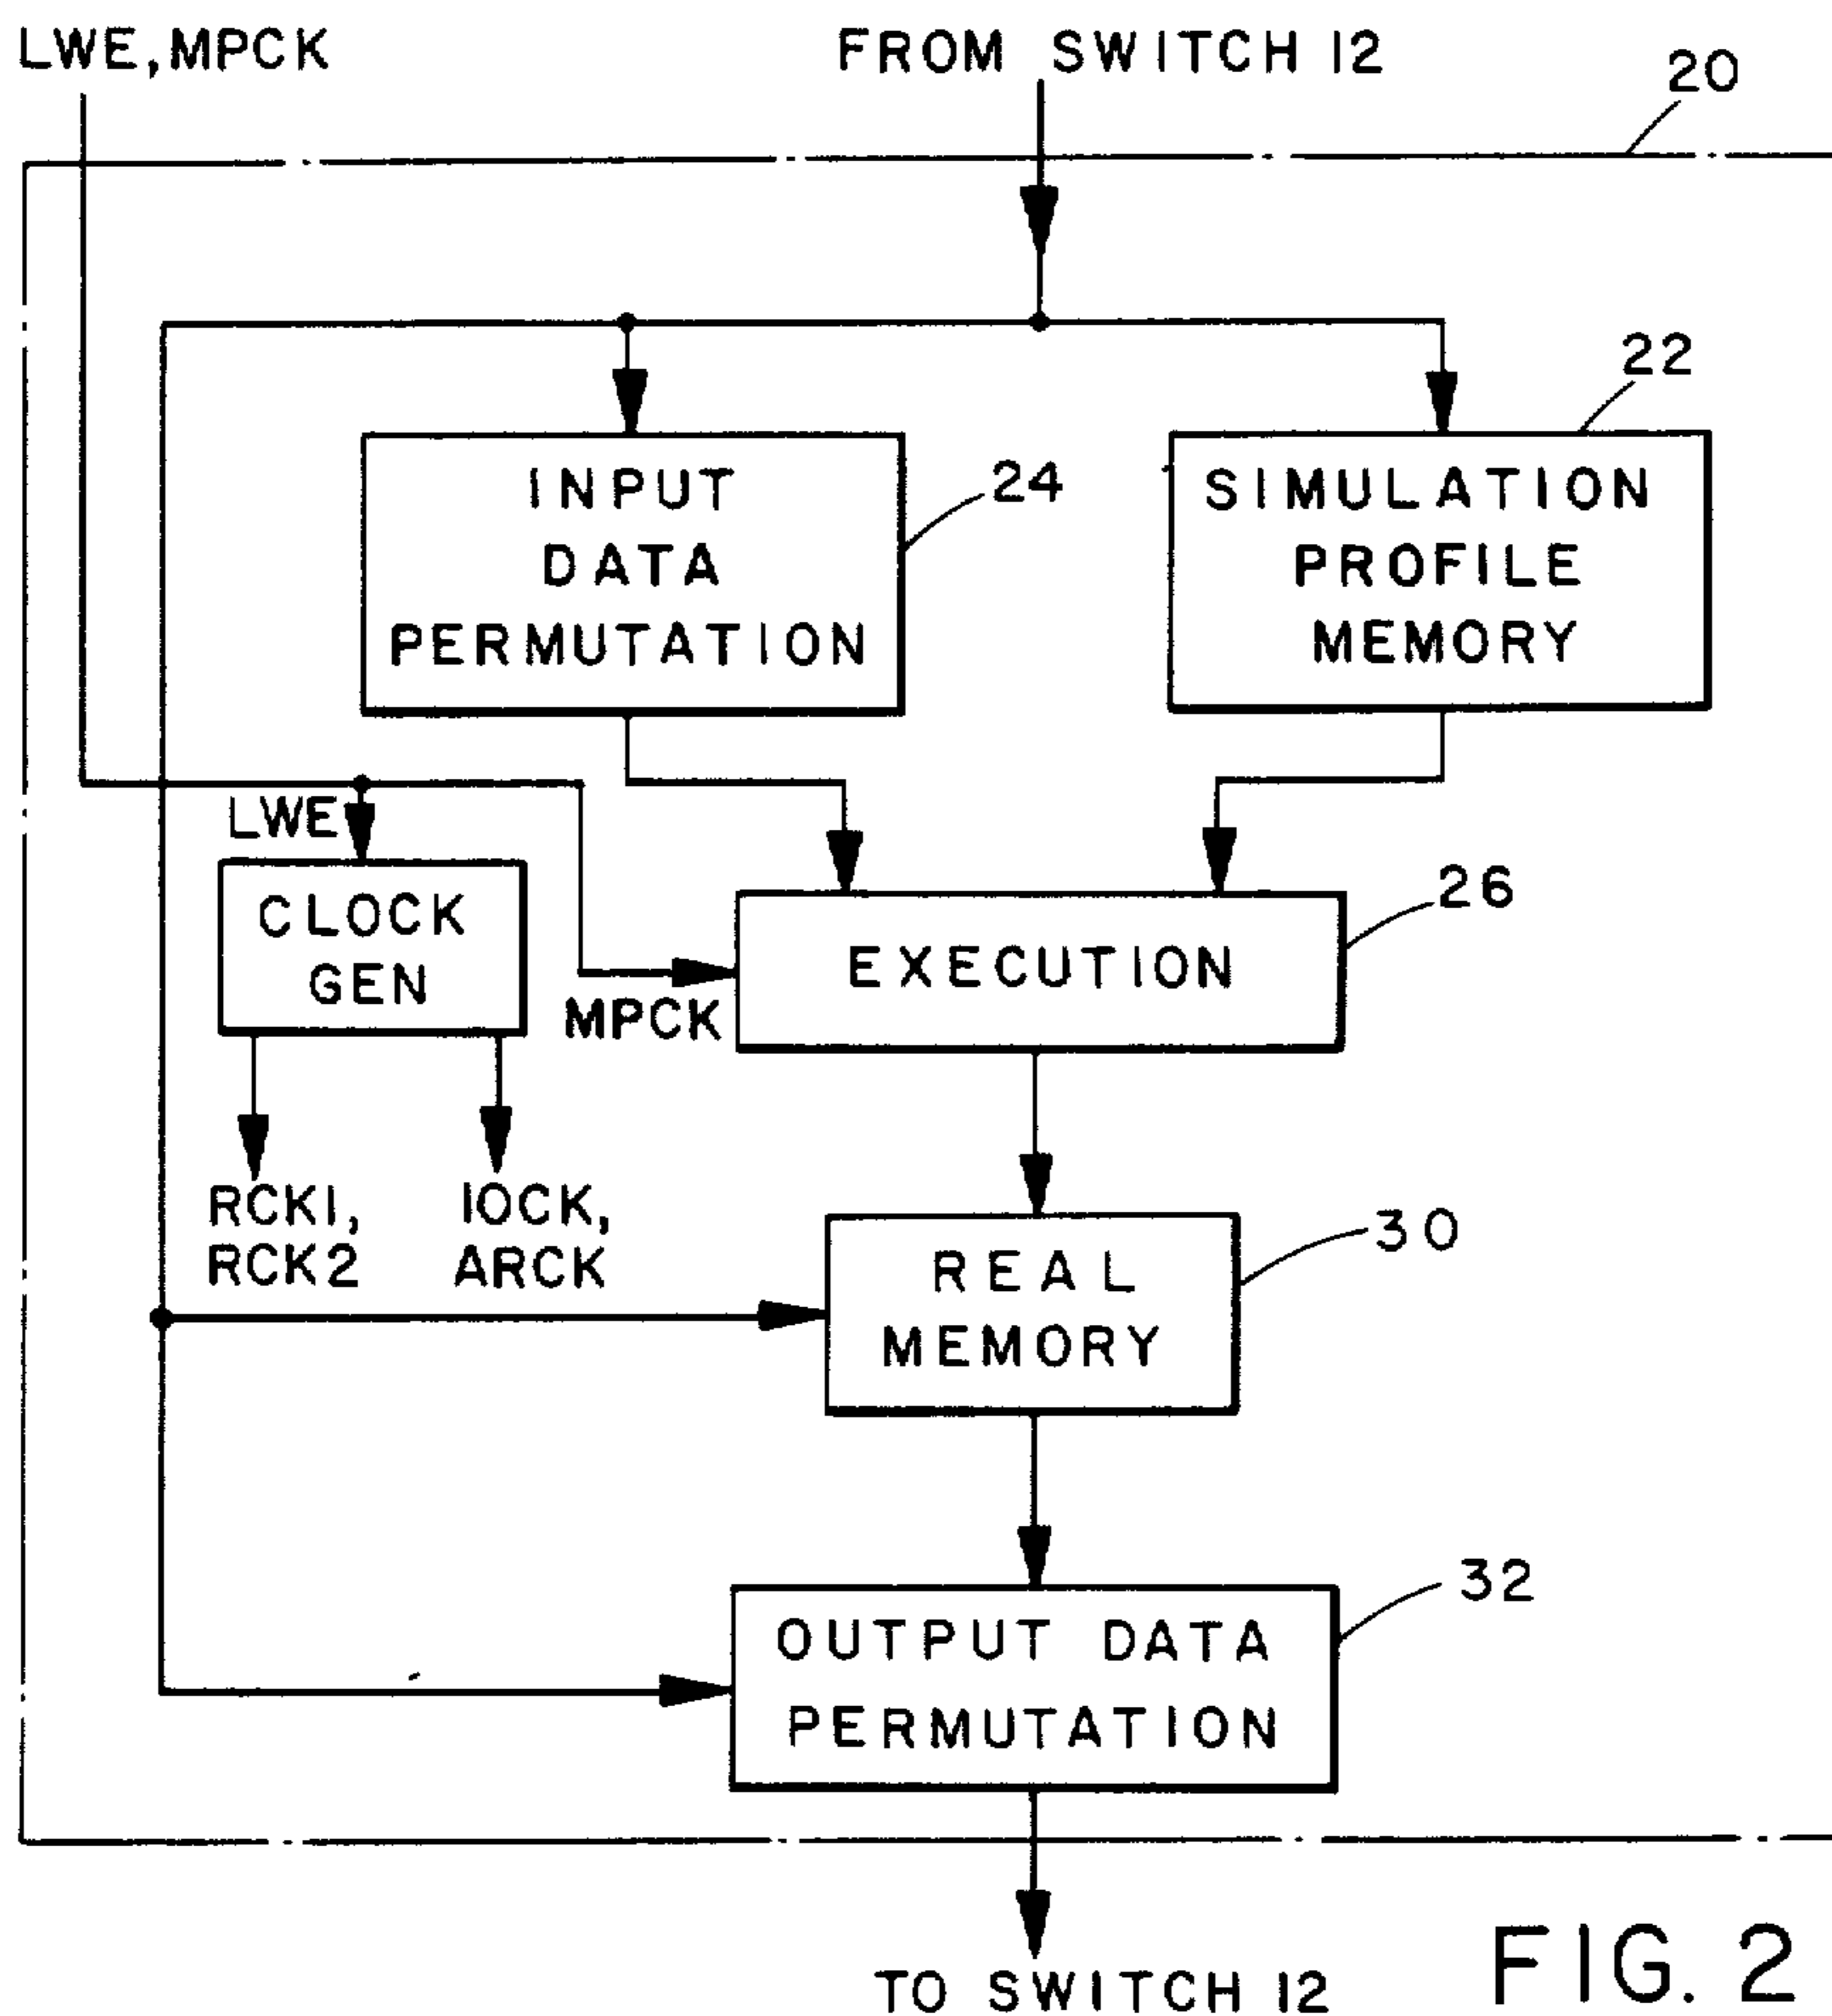 LWE,MPCK
FROM SWITCH 12
20
22
INPUT
DATA
PERMUTATION
24
SIMULATION
PROFILE
MEMORY
LWE
CLOCK
GEN
MPCK
EXECUTION
26
RCK1,
RCK2
IOCK,
ARCK
REAL
MEMORY
30
OUTPUT DATA
PERMUTATION
32
TO SWITCH 12
FIG. 2